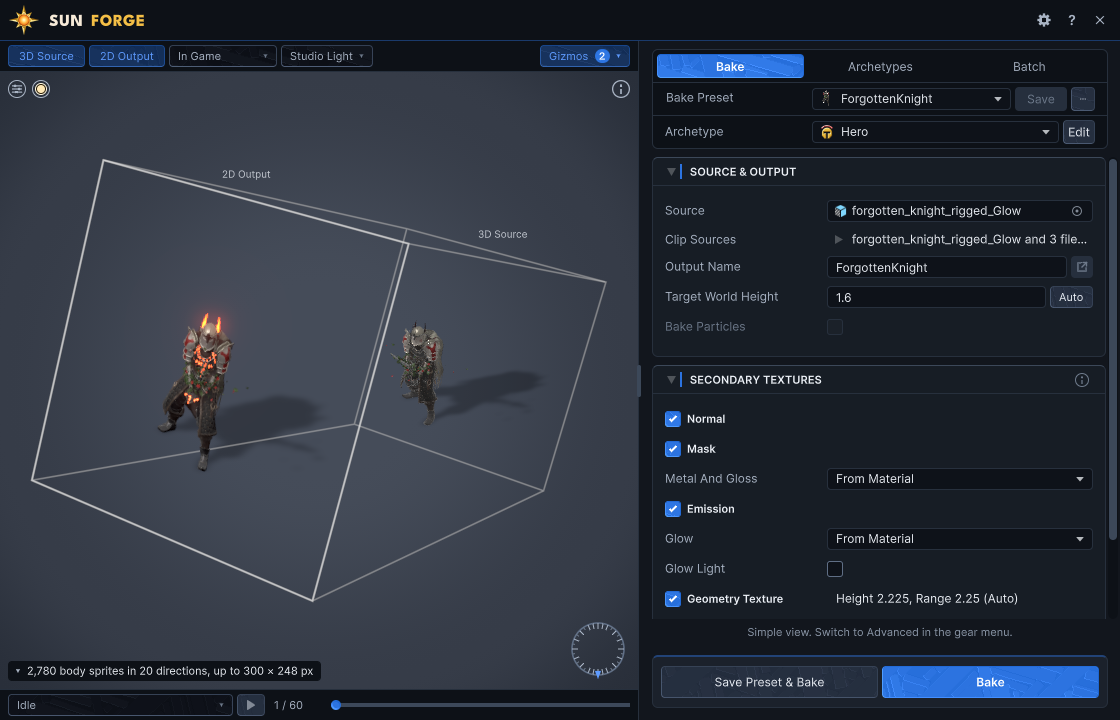 SUN FORGE
?
3D Source
2D Output
In Game
Studio Light
Gizmos 2
2D Output
3D Source
2,780 body sprites in 20 directions, up to 300 × 248 px
Idle
1 / 60
Bake
Archetypes
Batch
Bake Preset
ForgottenKnight
Save
...
Archetype
Hero
Edit
SOURCE & OUTPUT
Source
forgotten_knight_rigged_Glow
Clip Sources
forgotten_knight_rigged_Glow and 3 file...
Output Name
ForgottenKnight
Target World Height
1.6
Auto
Bake Particles
SECONDARY TEXTURES
Normal
Mask
Metal And Gloss
From Material
Emission
Glow
From Material
Glow Light
Geometry Texture
Height 2.225, Range 2.25 (Auto)
Simple view. Switch to Advanced in the gear menu.
Save Preset & Bake
Bake